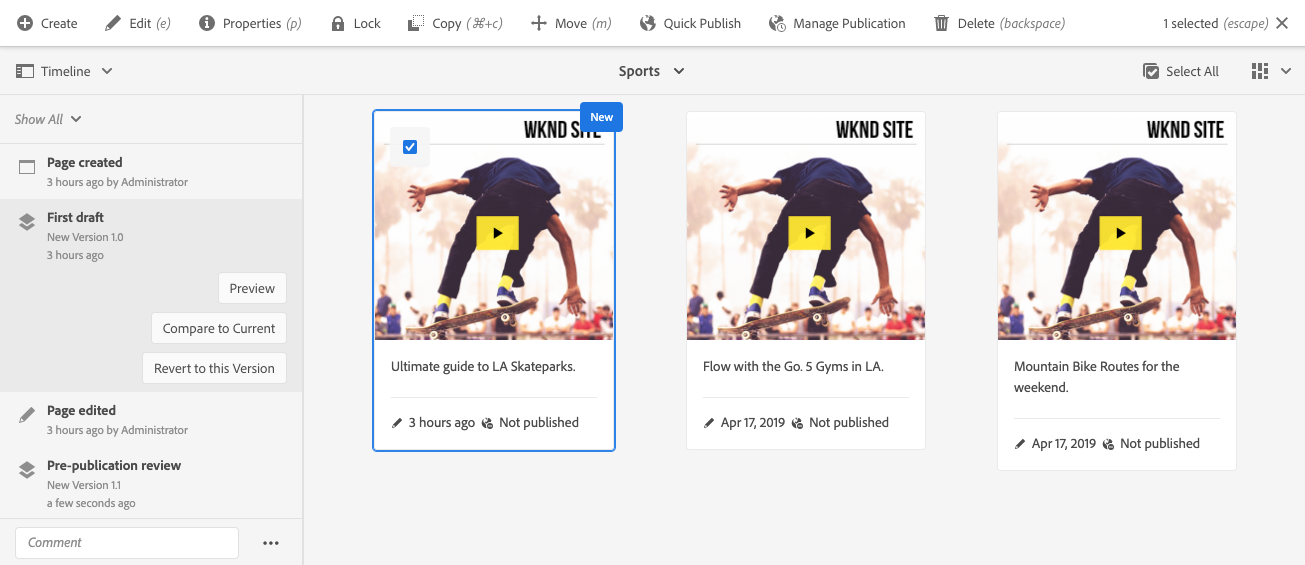 Create Edit (e) Properties (p) Lock Copy (⌘+c) Move (m) Quick Publish Manage Publication Delete (backspace) 1 selected (escape)
Timeline Sports Select All
Show All
Page created
3 hours ago by Administrator
First draft
New Version 1.0
3 hours ago
Preview
Compare to Current
Revert to this Version
Page edited
3 hours ago by Administrator
Pre-publication review
New Version 1.1
a few seconds ago
Comment
New
WKND SITE
Ultimate guide to LA Skateparks.
3 hours ago Not published
WKND SITE
Flow with the Go. 5 Gyms in LA.
Apr 17, 2019 Not published
WKND SITE
Mountain Bike Routes for the
weekend.
Apr 17, 2019 Not published